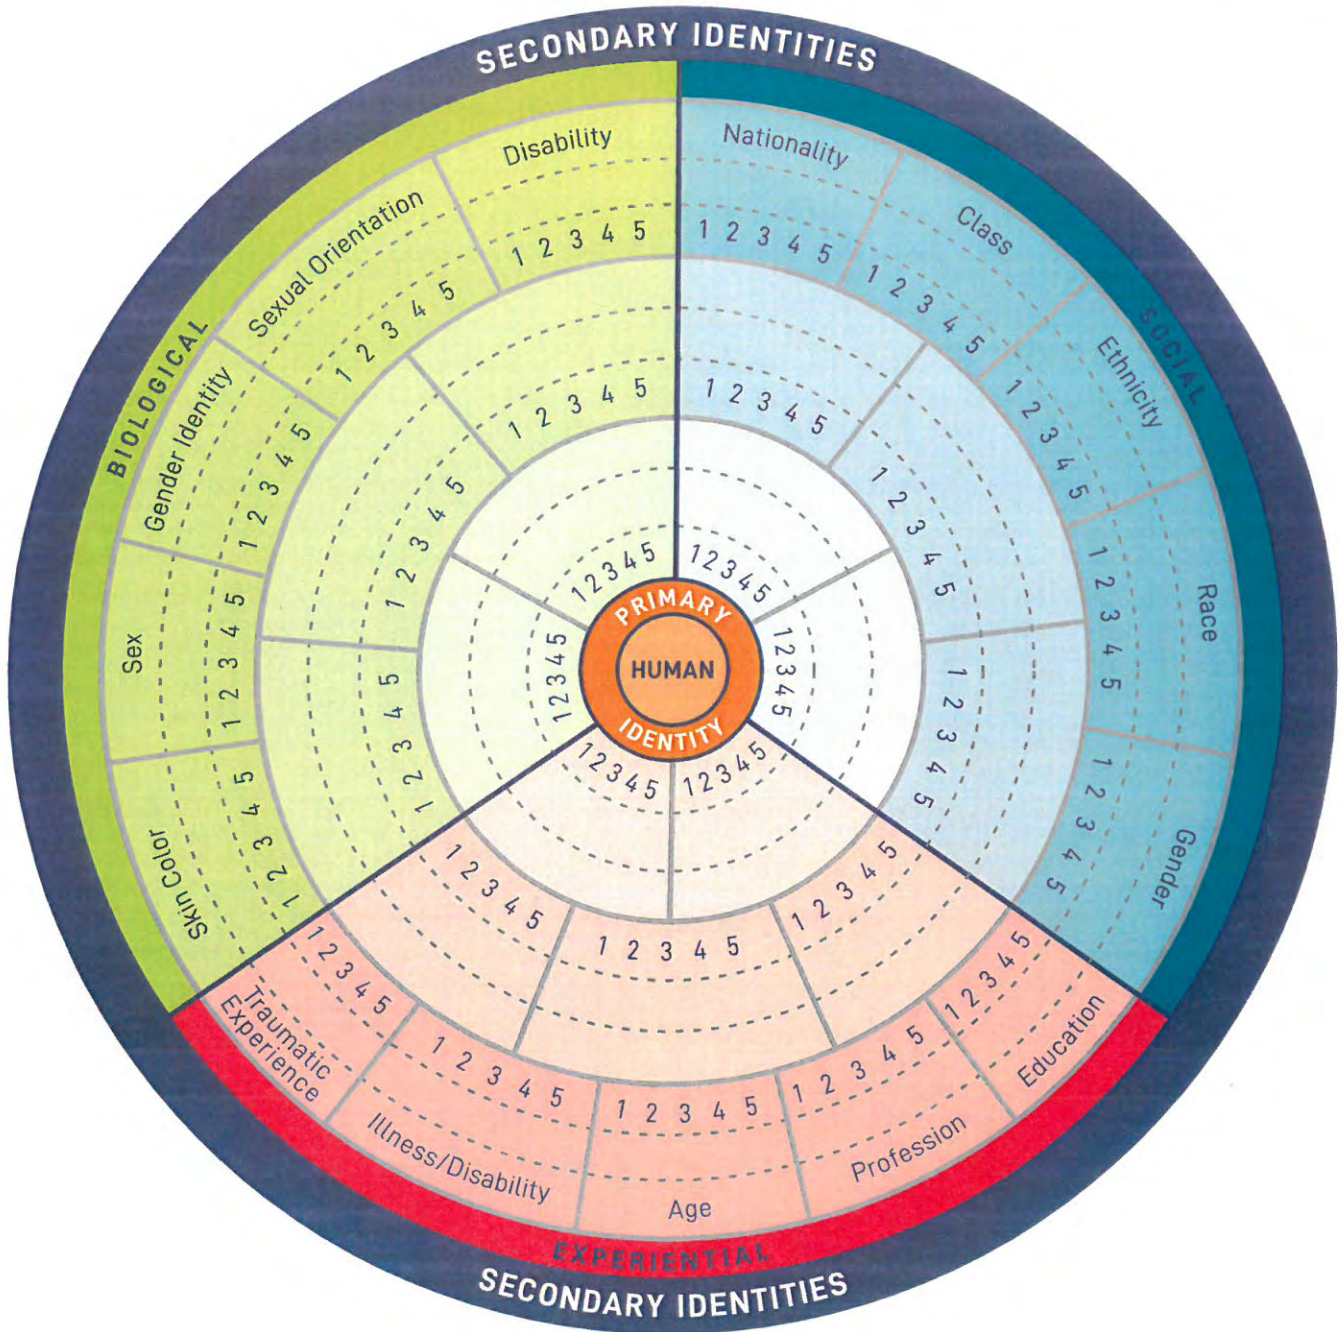 SECONDARY IDENTITIES
BIOLOGICAL
Disability
1 2 3 4 5
Sexual Orientation
1 2 3 4 5
Gender Identity
1 2 3 4 5
Sex
1 2 3 4 5
Skin Color
1 2 3 4 5
1 2 3 4 5
1 2 3 4 5
1 2 3 4 5
1 2 3 4 5
1 2 3 4 5
SOCIAL
Nationality
1 2 3 4 5
Class
1 2 3 4 5
Ethnicity
1 2 3 4 5
Race
1 2 3 4 5
Gender
1 2 3 4 5
1 2 3 4 5
1 2 3 4 5
1 2 3 4 5
1 2 3 4 5
1 2 3 4 5
PRIMARY
HUMAN
IDENTITY
1 2 3 4 5
1 2 3 4 5
1 2 3 4 5
1 2 3 4 5
1 2 3 4 5
1 2 3 4 5
Traumatic
Experience
1 2 3 4 5
Illness/Disability
1 2 3 4 5
Age
1 2 3 4 5
Profession
1 2 3 4 5
Education
EXPERIENTIAL
SECONDARY IDENTITIES